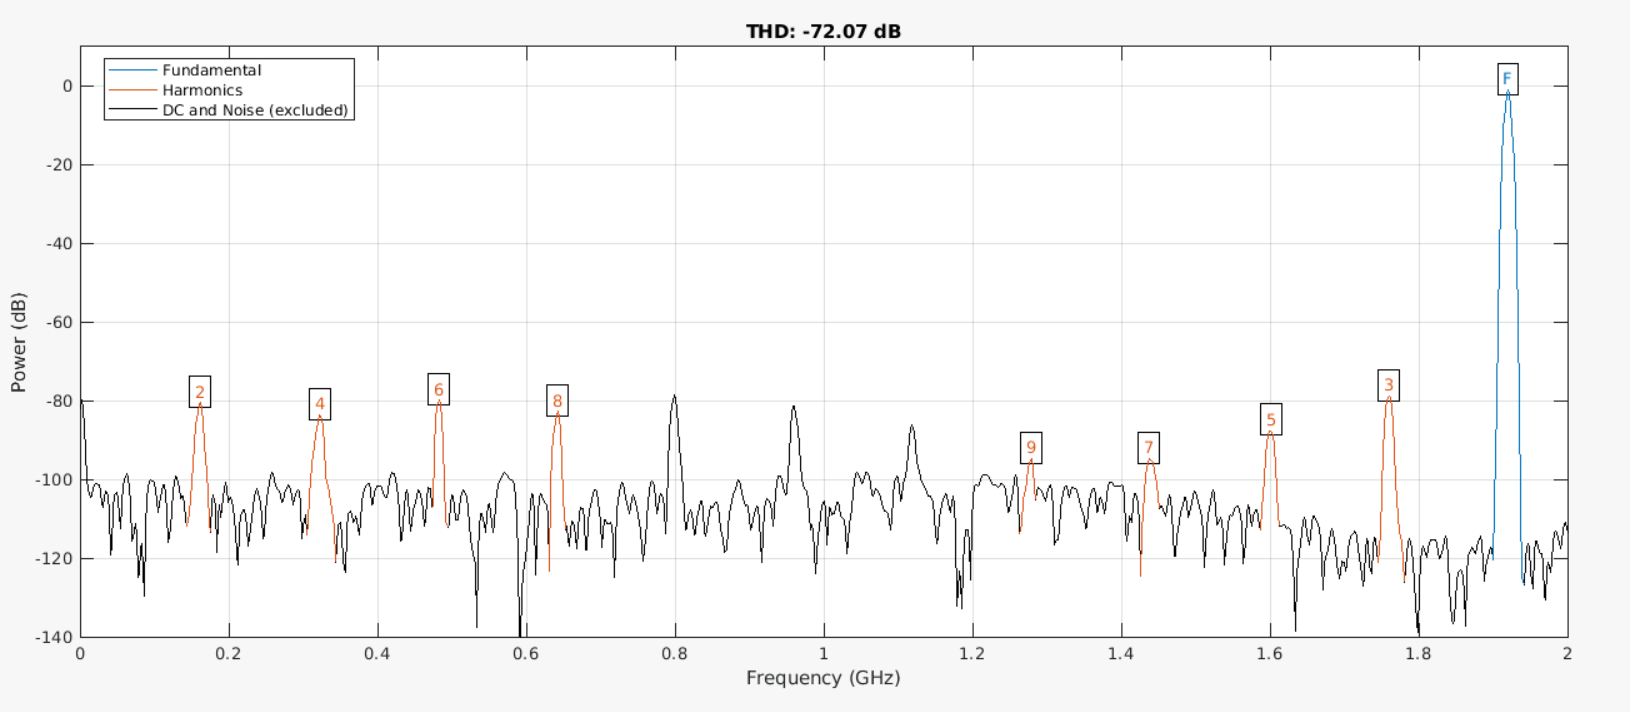 THD: -72.07 dB
Fundamental
Harmonics
DC and Noise (excluded)
F
0
-20
-40
-60
-80
-100
-120
-140
Power (dB)
2
4
6
8
9
7
5
3
0 0.2 0.4 0.6 0.8 1 1.2 1.4 1.6 1.8 2
Frequency (GHz)